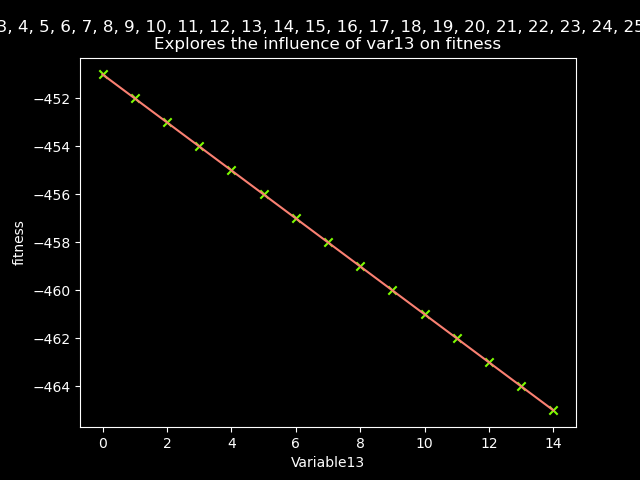 3, 4, 5, 6, 7, 8, 9, 10, 11, 12, 13, 14, 15, 16, 17, 18, 19, 20, 21, 22, 23, 24, 25
Explores the influence of var13 on fitness
−452
−454
−456
−458
−460
−462
−464
fitness
0 2 4 6 8 10 12 14
Variable13